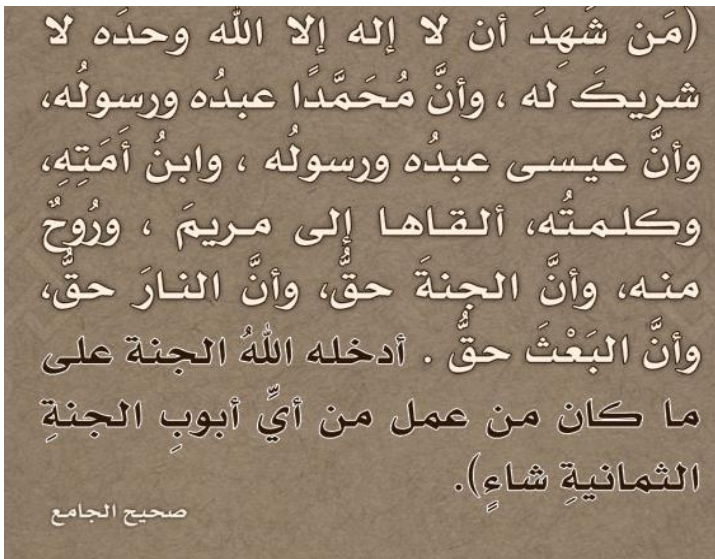 (مَن شَهِدَ أن لا إله إلا الله وحدَه لا
شريكَ له ، وأنَّ مُحَمَّدًا عبدُه ورسولُه،
وأنَّ عيسى عبدُه ورسولُه ، وابنُ أَمَتِهِ،
وكلمتُه، ألقاها إلى مريمَ ، ورُوحٌ
منه، وأنَّ الجنةَ حقٌّ، وأنَّ النارَ حقٌّ،
وأنَّ البَعْثَ حقٌّ . أدخله اللهُ الجنة على
ما كان من عمل من أيِّ أبوبِ الجنةِ
الثمانيةِ شاءٍ).
صحيح الجامع